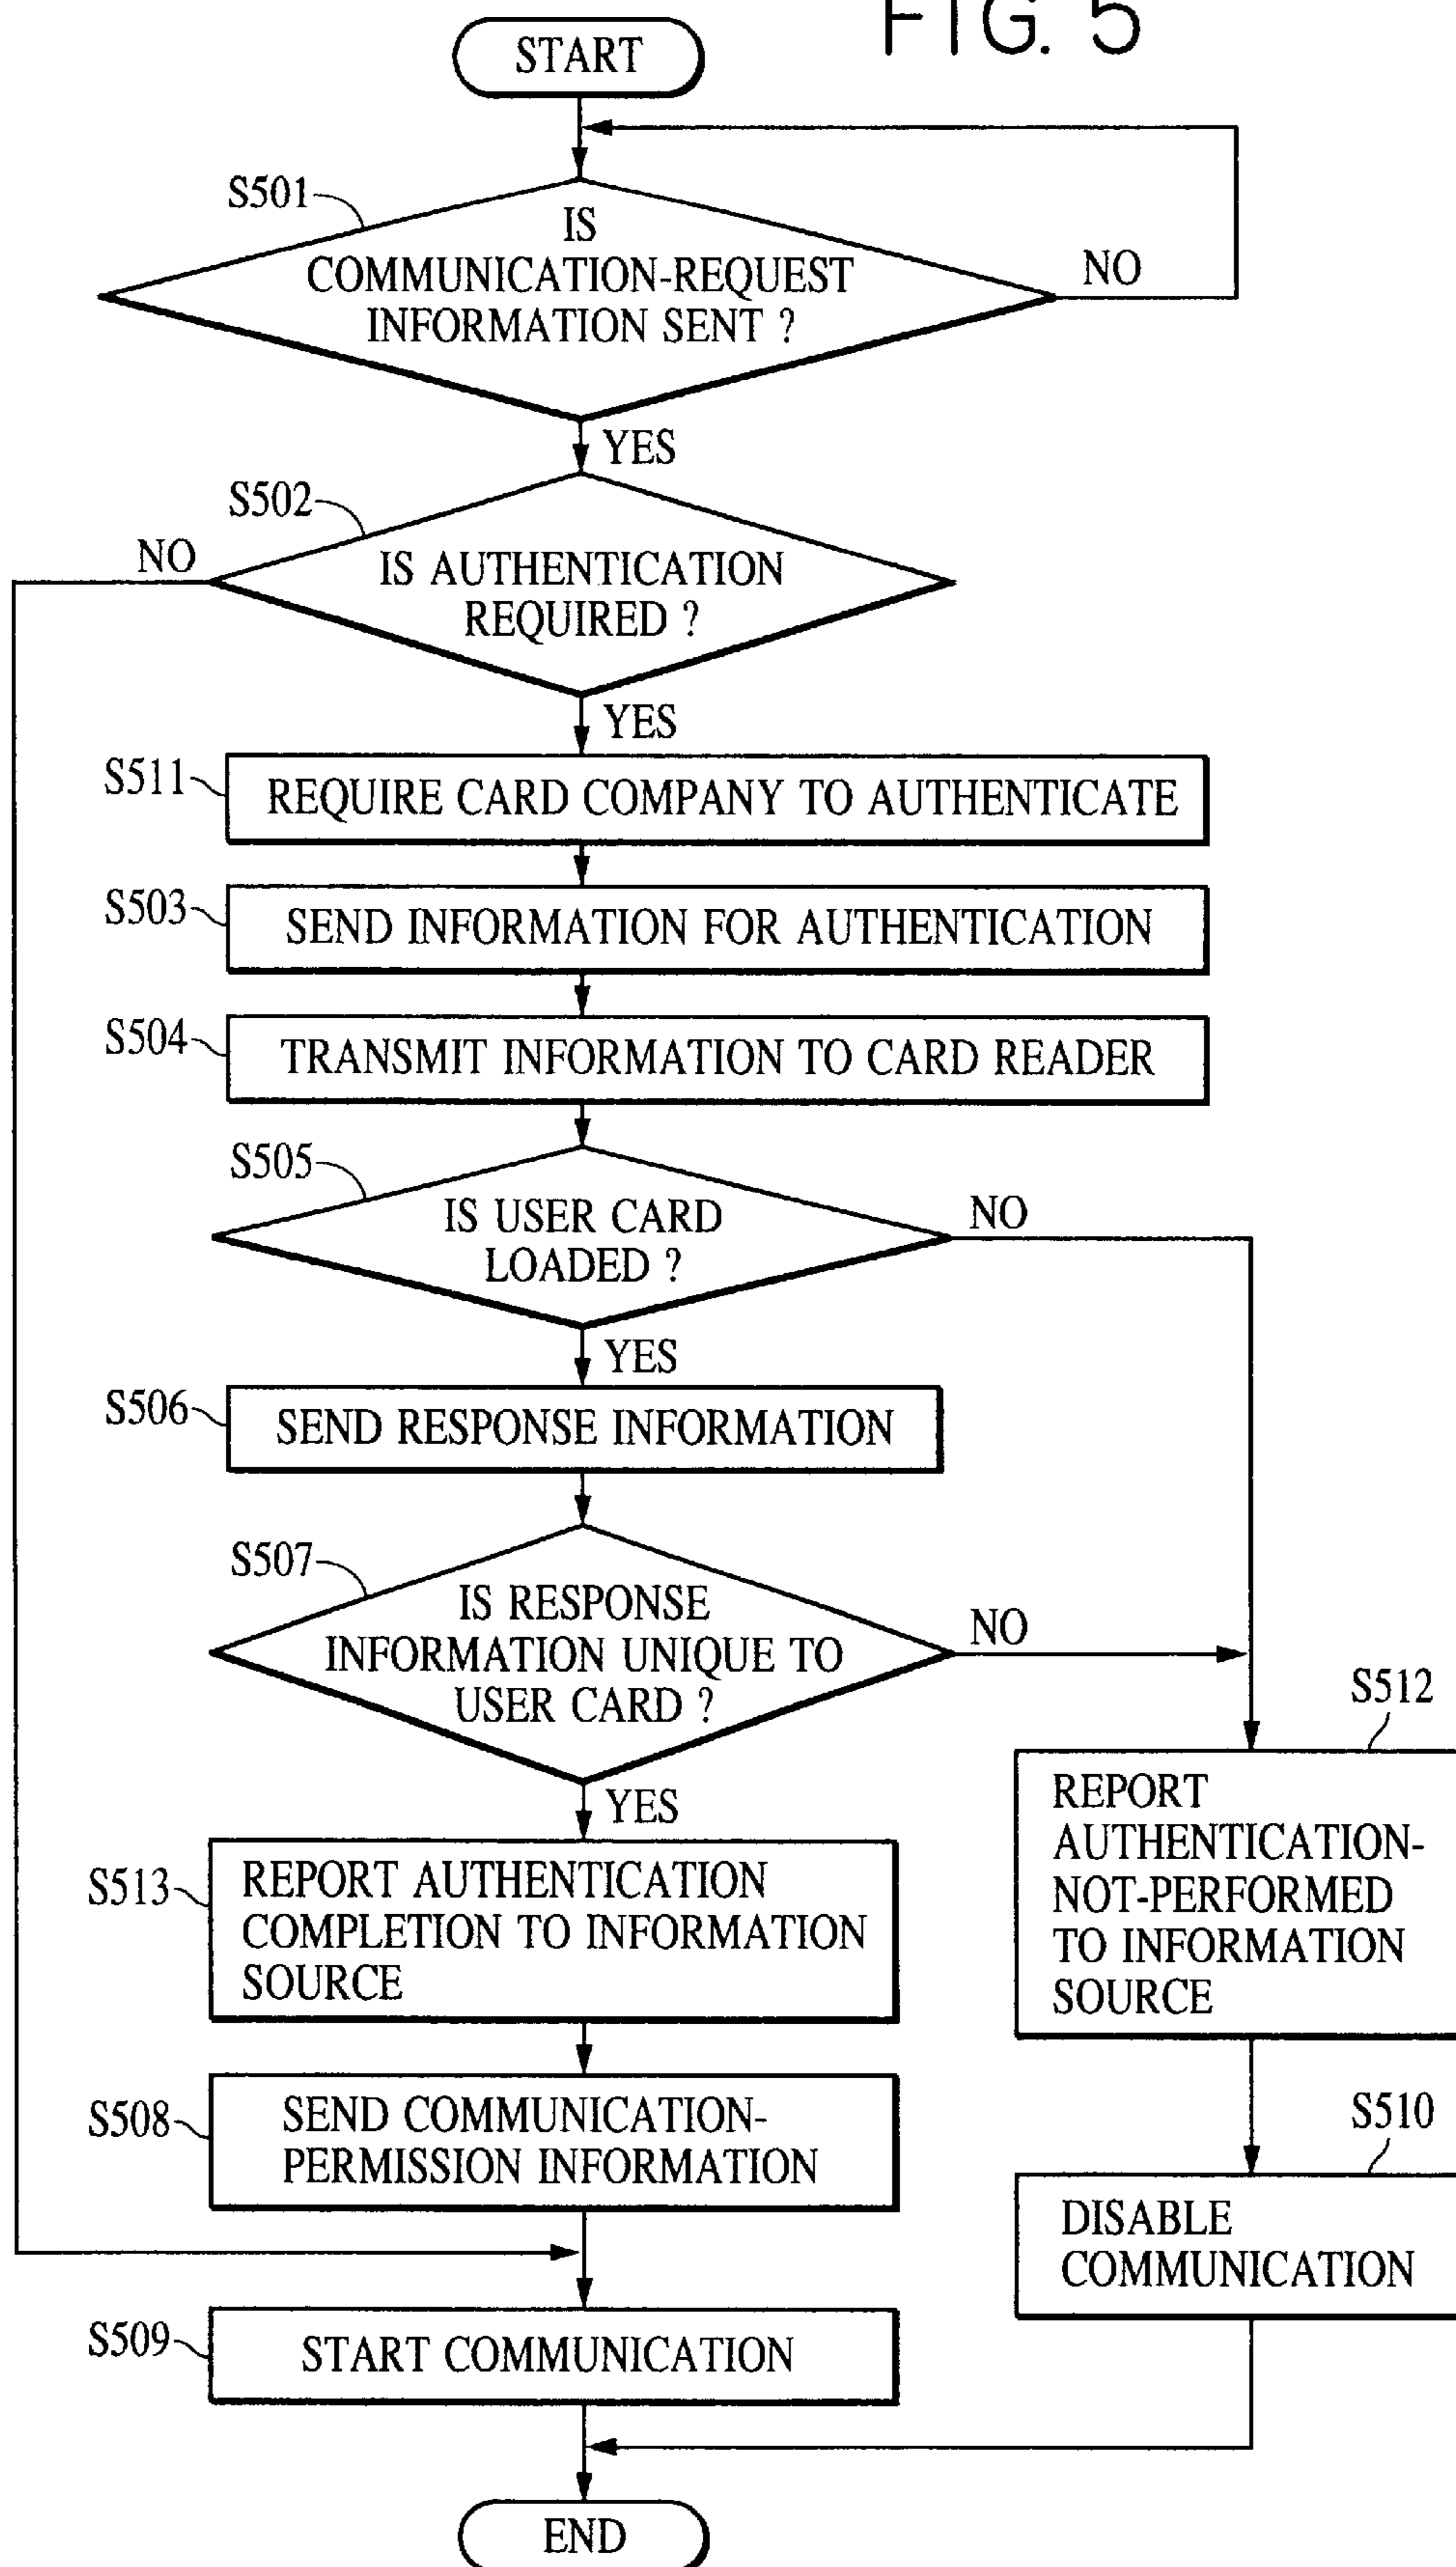 FIG. 5
START
S501
IS
COMMUNICATION-REQUEST
INFORMATION SENT ?
NO
YES
S502
NO
IS AUTHENTICATION
REQUIRED ?
YES
S511
REQUIRE CARD COMPANY TO AUTHENTICATE
S503
SEND INFORMATION FOR AUTHENTICATION
S504
TRANSMIT INFORMATION TO CARD READER
S505
IS USER CARD
LOADED ?
NO
YES
S506
SEND RESPONSE INFORMATION
S507
IS RESPONSE
INFORMATION UNIQUE TO
USER CARD ?
NO
YES
S512
REPORT
AUTHENTICATION-
NOT-PERFORMED
TO INFORMATION
SOURCE
S513
REPORT AUTHENTICATION
COMPLETION TO INFORMATION
SOURCE
S508
SEND COMMUNICATION-
PERMISSION INFORMATION
S510
DISABLE
COMMUNICATION
S509
START COMMUNICATION
END